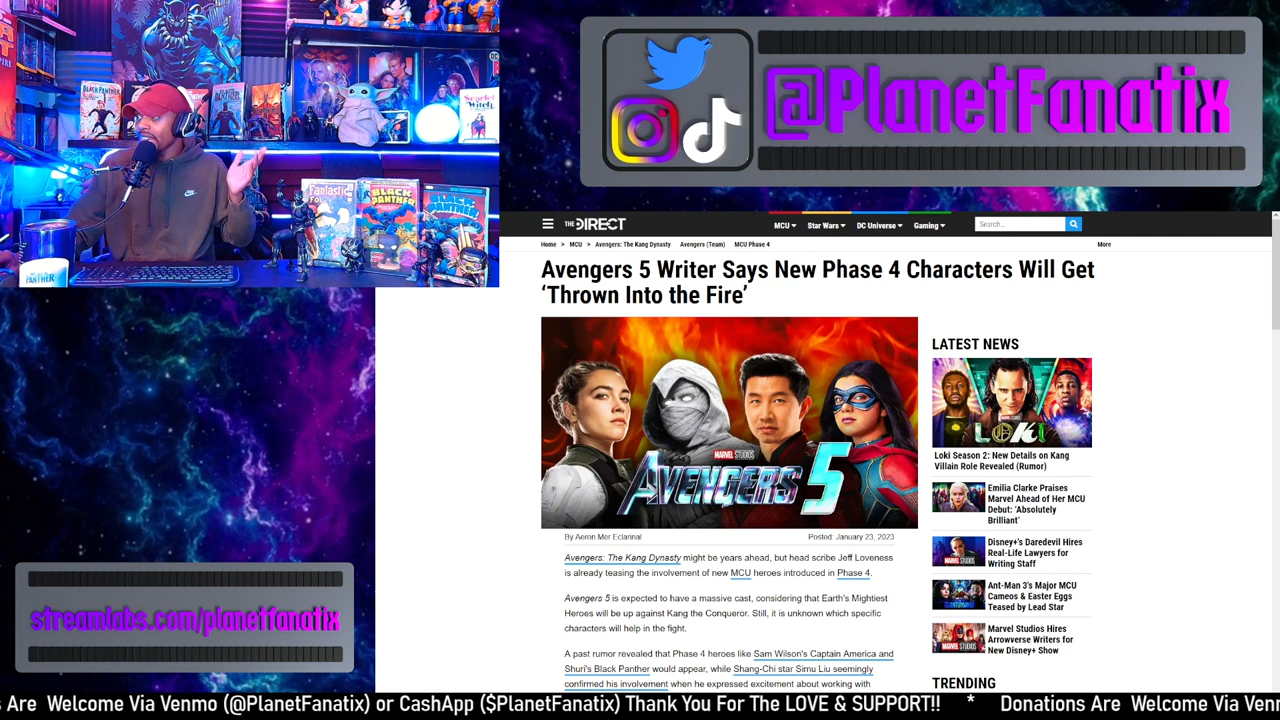 @PlanetFanatix
THE DIRECT
MCU
Star Wars
DC Universe
Gaming
Search...
Home > MCU > Avengers: The Kang Dynasty Avengers (Team) MCU Phase 4
More
Avengers 5 Writer Says New Phase 4 Characters Will Get
‘Thrown Into the Fire’
MARVEL STUDIOS
AVENGERS 5
By Aeron Mer Eclarinal
Posted: January 23, 2023
Avengers: The Kang Dynasty might be years ahead, but head scribe Jeff Loveness
is already teasing the involvement of new MCU heroes introduced in Phase 4.
Avengers 5 is expected to have a massive cast, considering that Earth's Mightiest
Heroes will be up against Kang the Conqueror. Still, it is unknown which specific
characters will help in the fight.
A past rumor revealed that Phase 4 heroes like Sam Wilson's Captain America and
Shuri's Black Panther would appear, while Shang-Chi star Simu Liu seemingly
confirmed his involvement when he expressed excitement about working with
LATEST NEWS
LOKI
Loki Season 2: New Details on Kang
Villain Role Revealed (Rumor)
Emilia Clarke Praises
Marvel Ahead of Her MCU
Debut: ‘Absolutely
Brilliant’
Disney+'s Daredevil Hires
Real-Life Lawyers for
Writing Staff
Ant-Man 3's Major MCU
Cameos & Easter Eggs
Teased by Lead Star
Marvel Studios Hires
Arrowverse Writers for
New Disney+ Show
TRENDING
BLACK PANTHER
Scarlet
Witch
Fantastic
BLACK
PANTHER
BLACK
PANTHER
PANTHER
streamlabs.com/planetfanatix
s Are Welcome Via Venmo (@PlanetFanatix) or CashApp ($PlanetFanatix) Thank You For The LOVE & SUPPORT!! * Donations Are Welcome Via Venm